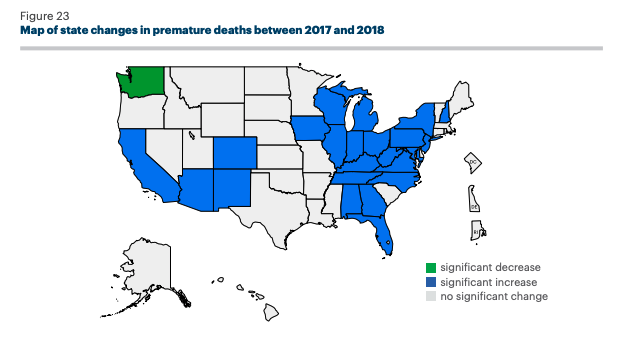 Figure 23
Map of state changes in premature deaths between 2017 and 2018
DC
DE
RI
significant decrease
significant increase
no significant change